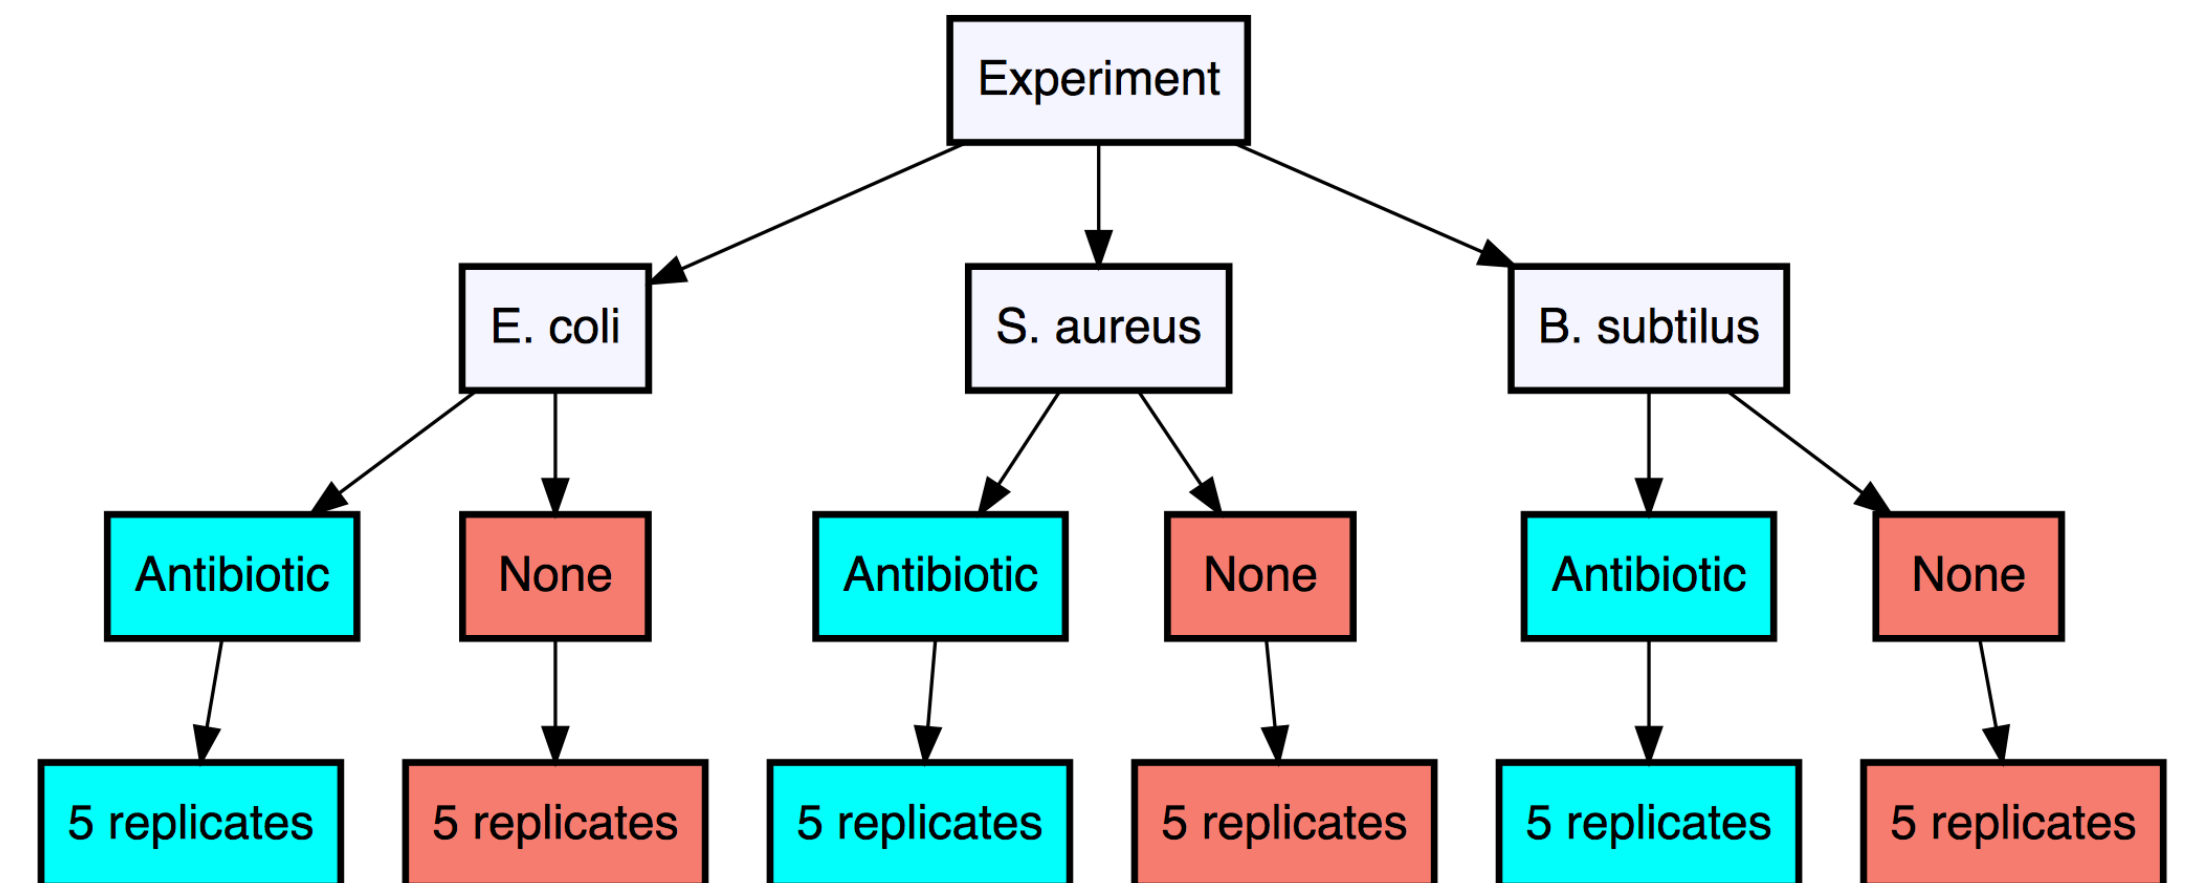 Experiment
E. coli
S. aureus
B. subtilus
Antibiotic
None
Antibiotic
None
Antibiotic
None
5 replicates
5 replicates
5 replicates
5 replicates
5 replicates
5 replicates